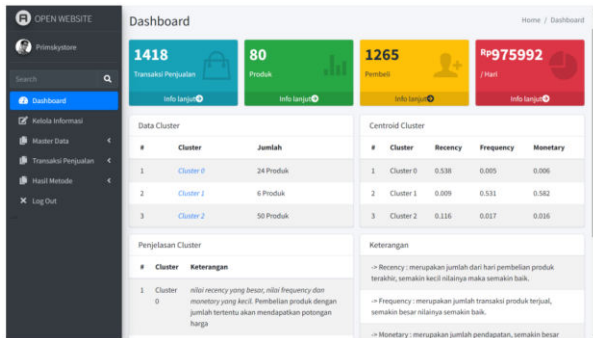 OPEN WEBSITE
Primskystore
Search
Dashboard
Kelola Informasi
Master Data
Transaksi Penjualan
Hasil Metode
Log Out
Dashboard
Home / Dashboard
1418
Transaksi Penjualan
Info lanjut
80
Produk
Info lanjut
1265
Pembeli
Info lanjut
Rp975992
/ Hari
Info lanjut
Data Cluster
# Cluster Jumlah
1 Cluster 0 24 Produk
2 Cluster 1 6 Produk
3 Cluster 2 50 Produk
Centroid Cluster
# Cluster Recency Frequency Monetary
1 Cluster 0 0.538 0.005 0.006
2 Cluster 1 0.009 0.531 0.582
3 Cluster 2 0.116 0.017 0.016
Penjelasan Cluster
# Cluster Keterangan
1 Cluster 0 nilai recency yang besar, nilai frequency dan
monetary yang kecil. Pembelian produk dengan
jumlah tertentu akan mendapatkan potongan
harga
Keterangan
-> Recency : merupakan jumlah dari hari pembelian produk
terakhir, semakin kecil nilainya maka semakin baik.
-> Frequency : merupakan jumlah transaksi produk terjual,
semakin besar nilainya semakin baik.
-> Monetary : merupakan jumlah pendapatan, semakin besar